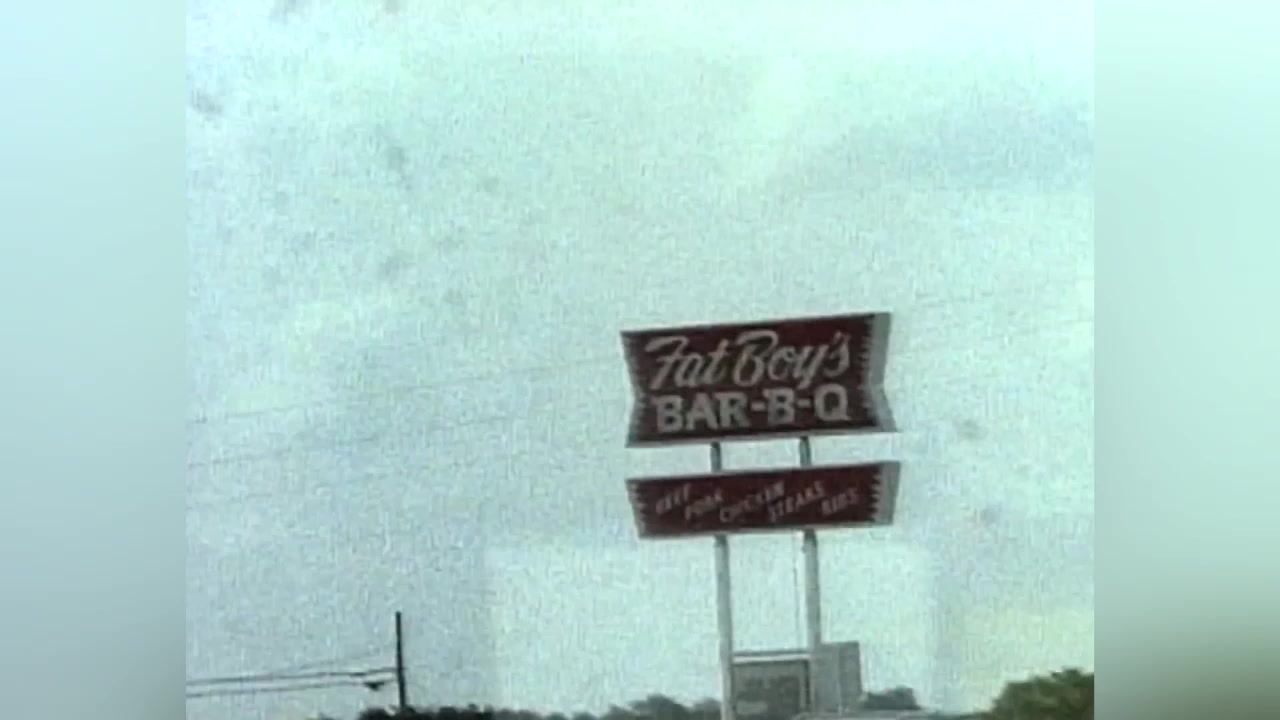 Fat Boy's
BAR-B-Q
BEEF PORK CHICKEN STEAKS RIBS